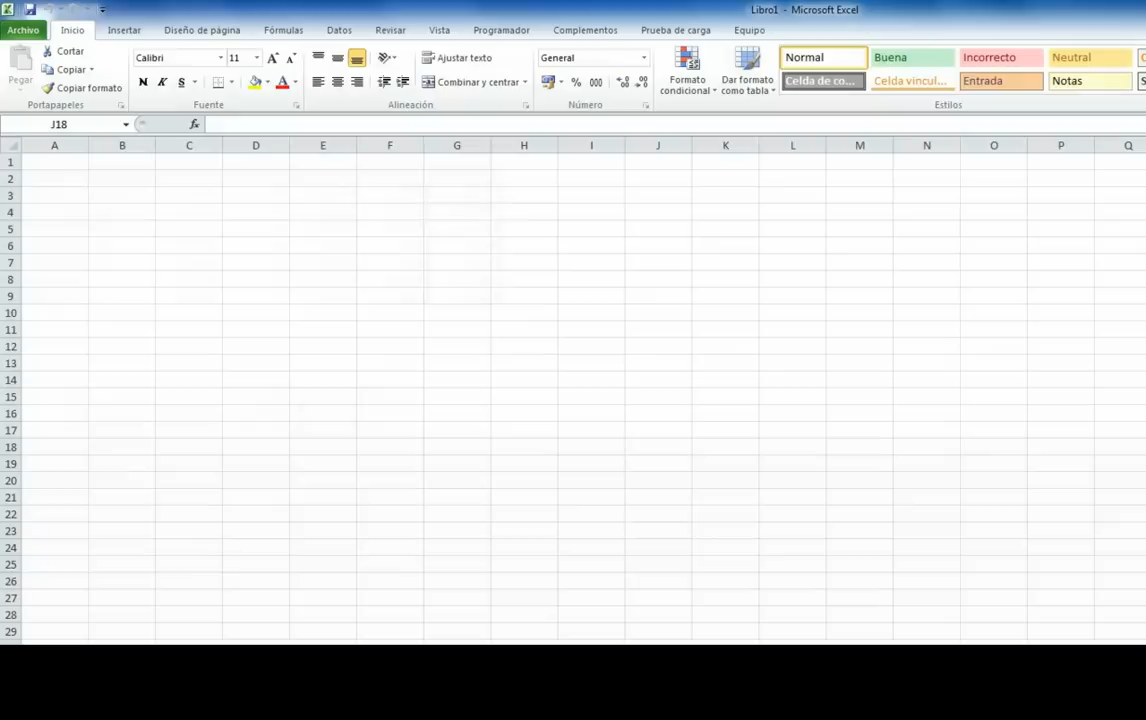 Libro1 - Microsoft Excel
Archivo Inicio Insertar Diseño de página Fórmulas Datos Revisar Vista Programador Complementos Prueba de carga Equipo
Pegar
Cortar
Copiar
Copiar formato
Portapapeles
Calibri 11
N K S
Fuente
Ajustar texto
Combinar y centrar
Alineación
General
% 000
Número
Formato condicional
Dar formato como tabla
Normal Buena Incorrecto Neutral
Celda de co... Celda vincul... Entrada Notas
Estilos
J18 fx
A B C D E F G H I J K L M N O P Q
1
2
3
4
5
6
7
8
9
10
11
12
13
14
15
16
17
18
19
20
21
22
23
24
25
26
27
28
29